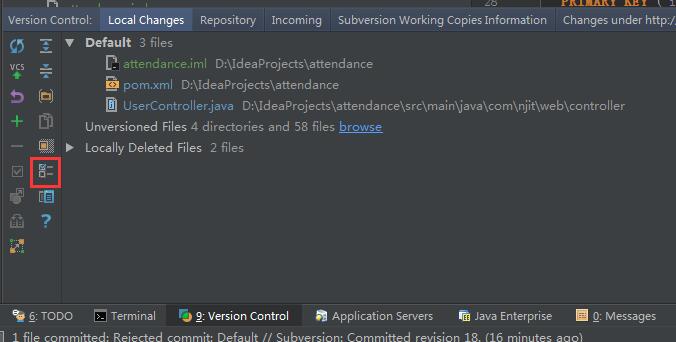 28 PRIMARY KEY (
Version Control: Local Changes Repository Incoming Subversion Working Copies Information Changes under http:/
Default 3 files
attendance.iml D:\IdeaProjects\attendance
VCS pom.xml D:\IdeaProjects\attendance
UserController.java D:\IdeaProjects\attendance\src\main\java\com\njit\web\controller
Unversioned Files 4 directories and 58 files browse
Locally Deleted Files 2 files
?
6: TODO Terminal 9: Version Control Application Servers Java Enterprise 0: Messages
1 file committed: Rejected commit: Default // Subversion: Committed revision 18. (16 minutes ago)